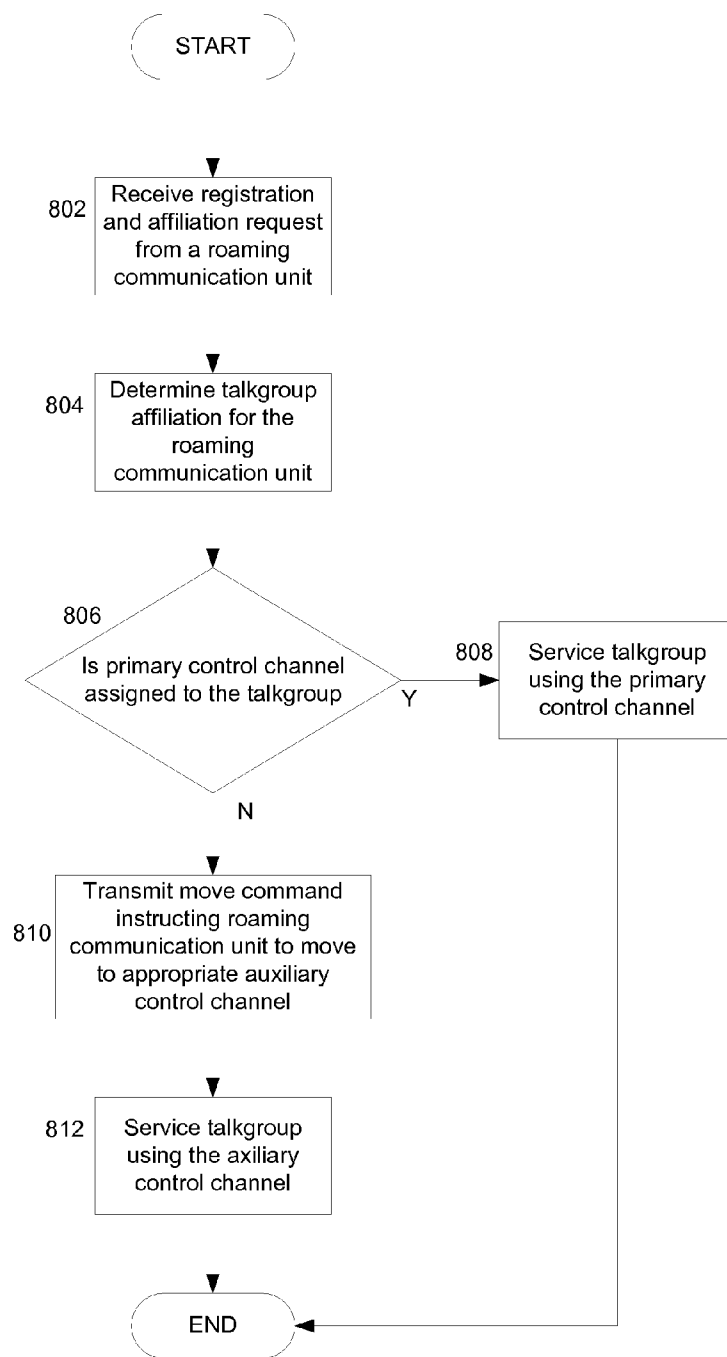 START
802
Receive registration
and affiliation request
from a roaming
communication unit
804
Determine talkgroup
affiliation for the
roaming
communication unit
806
Is primary control channel
assigned to the talkgroup
Y
808
Service talkgroup
using the primary
control channel
N
810
Transmit move command
instructing roaming
communication unit to move
to appropriate auxiliary
control channel
812
Service talkgroup
using the axiliary
control channel
END